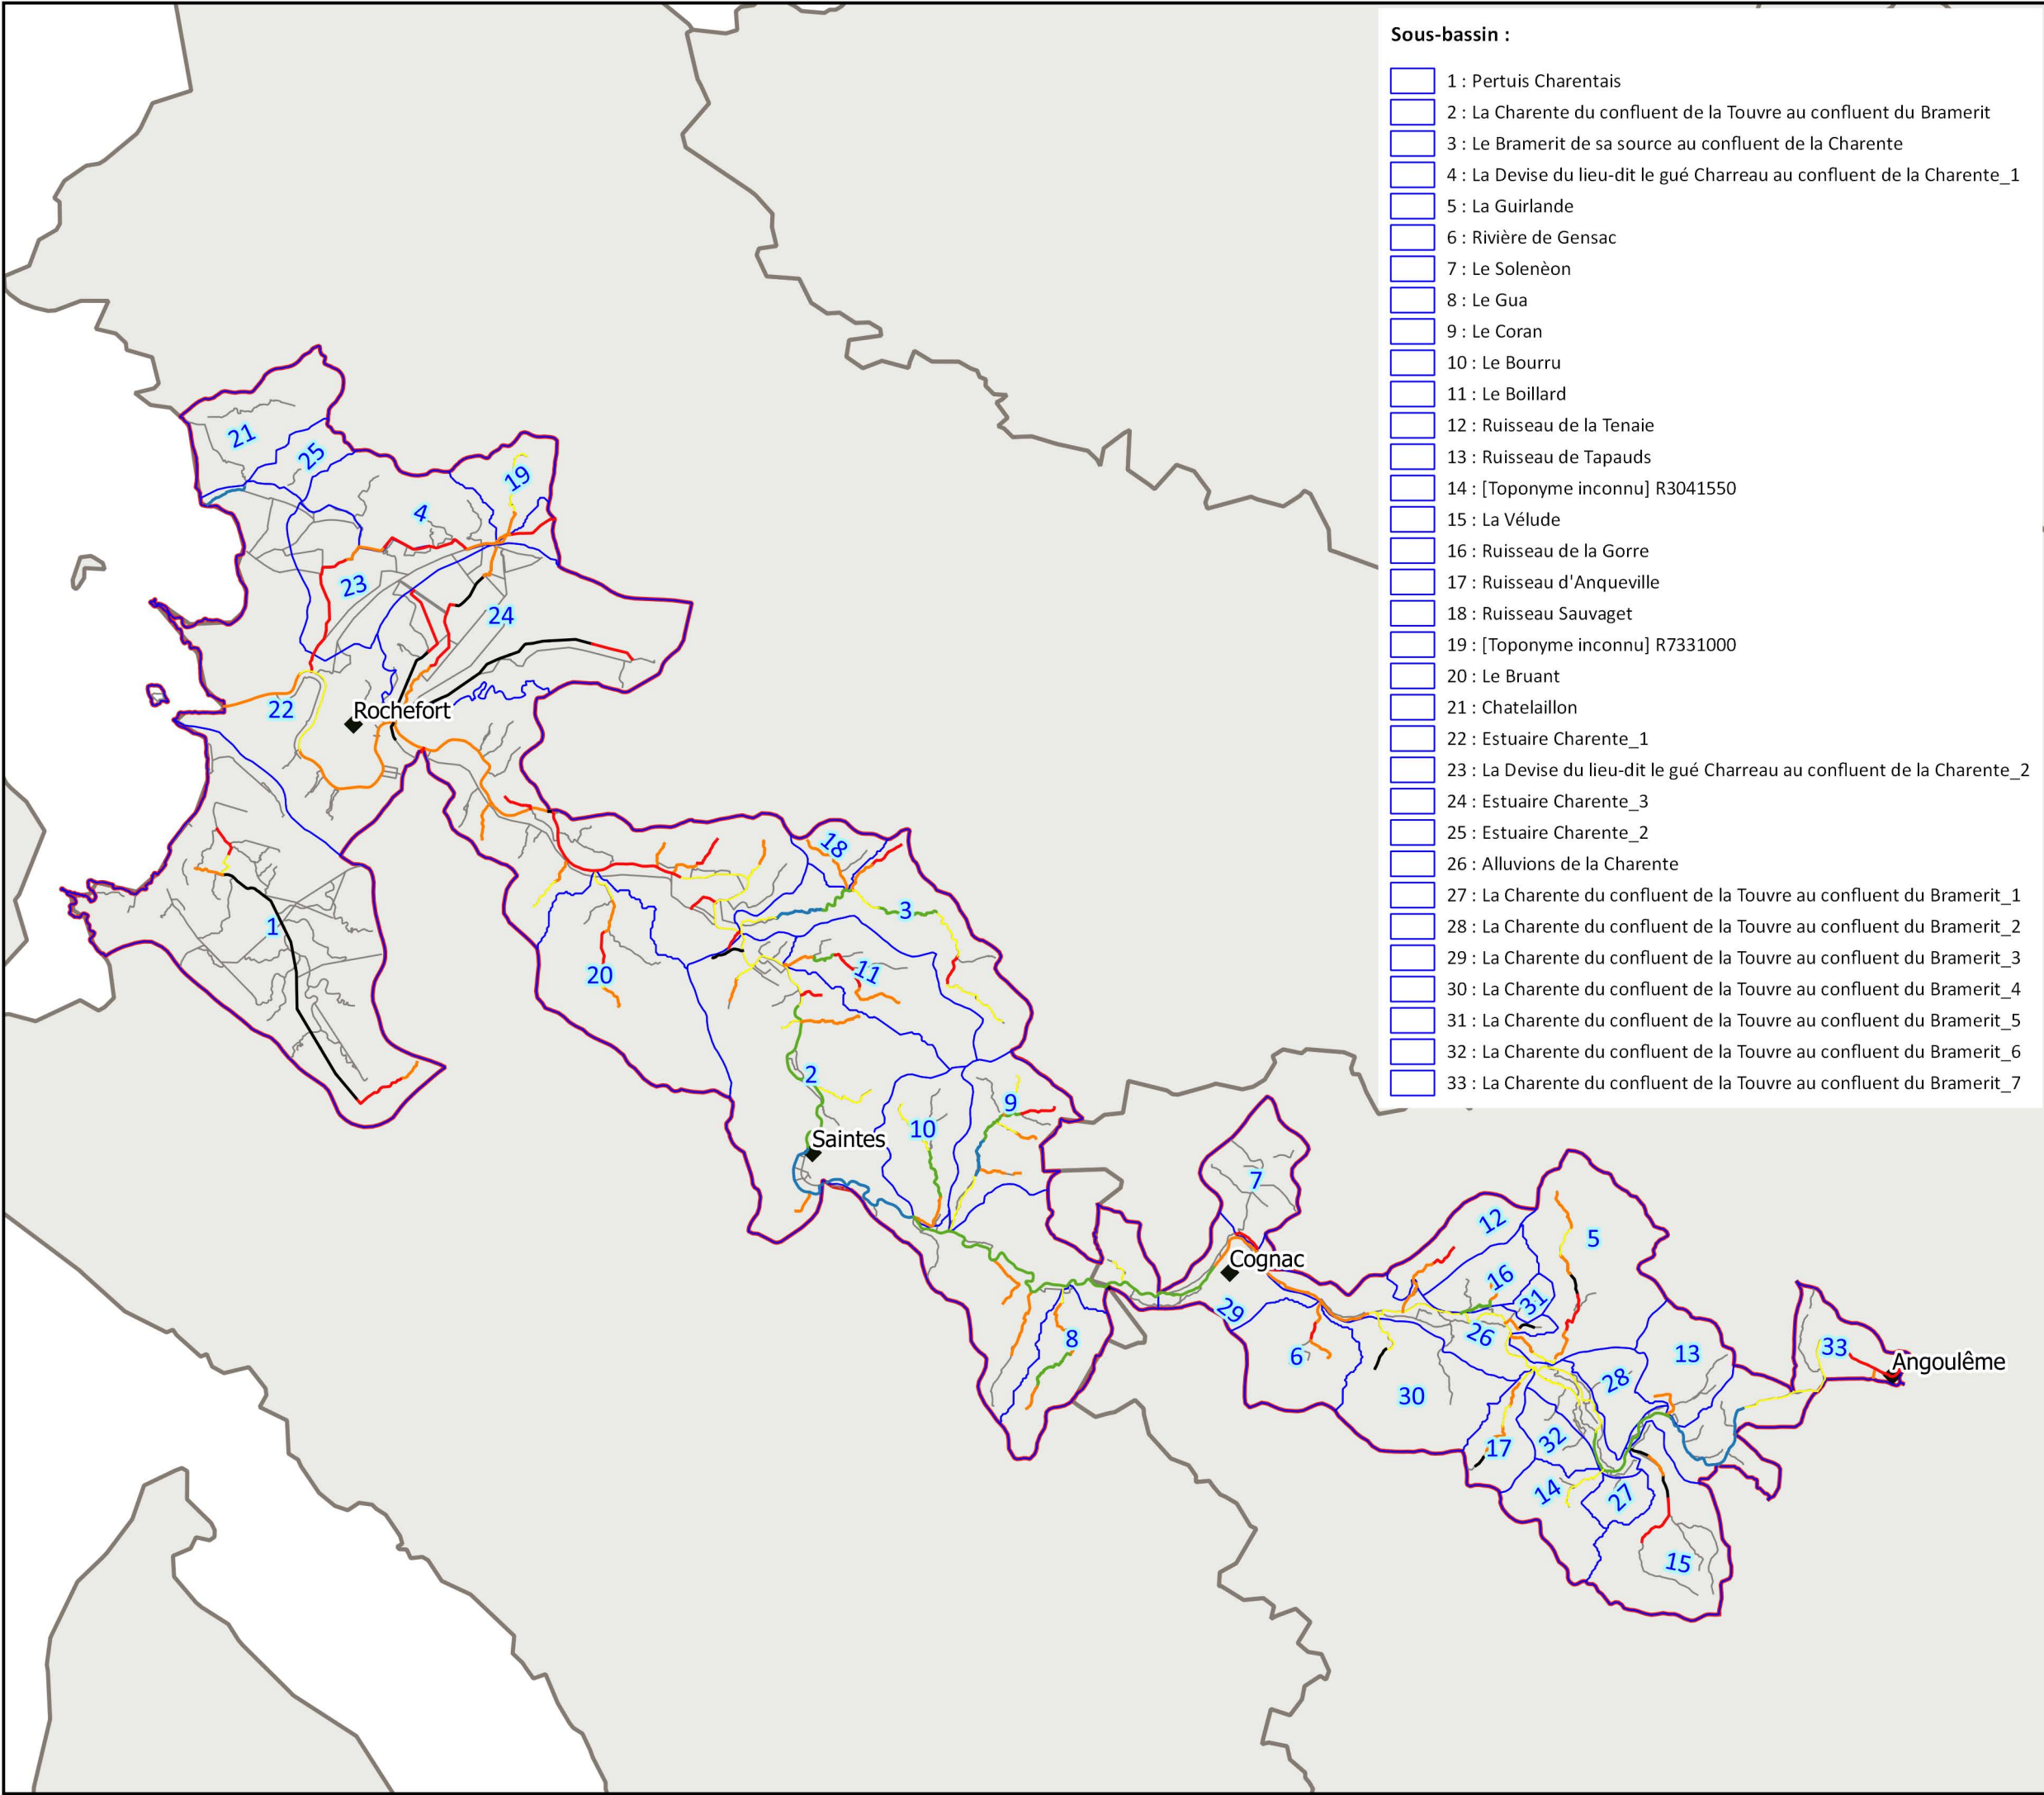 Sous-bassin :
1 : Pertuis Charentais
2 : La Charente du confluent de la Touvre au confluent du Bramerit
3 : Le Bramerit de sa source au confluent de la Charente
4 : La Devise du lieu-dit le gué Charreau au confluent de la Charente_1
5 : La Guirlande
6 : Rivière de Gensac
7 : Le Solenèon
8 : Le Gua
9 : Le Coran
10 : Le Bourru
11 : Le Boillard
12 : Ruisseau de la Tenaie
13 : Ruisseau de Tapauds
14 : [Toponyme inconnu] R3041550
15 : La Vélude
16 : Ruisseau de la Gorre
17 : Ruisseau d'Anqueville
18 : Ruisseau Sauvaget
19 : [Toponyme inconnu] R7331000
20 : Le Bruant
21 : Chatelaillon
22 : Estuaire Charente_1
23 : La Devise du lieu-dit le gué Charreau au confluent de la Charente_2
24 : Estuaire Charente_3
25 : Estuaire Charente_2
26 : Alluvions de la Charente
27 : La Charente du confluent de la Touvre au confluent du Bramerit_1
28 : La Charente du confluent de la Touvre au confluent du Bramerit_2
29 : La Charente du confluent de la Touvre au confluent du Bramerit_3
30 : La Charente du confluent de la Touvre au confluent du Bramerit_4
31 : La Charente du confluent de la Touvre au confluent du Bramerit_5
32 : La Charente du confluent de la Touvre au confluent du Bramerit_6
33 : La Charente du confluent de la Touvre au confluent du Bramerit_7
21
25
19
4
23
24
22
Rochefort
18
3
1
11
20
2
9
10
Saintes
7
12
5
Cognac
16
31
29
26
8
6
33
13
Angoulême
28
30
32
17
14
27
15